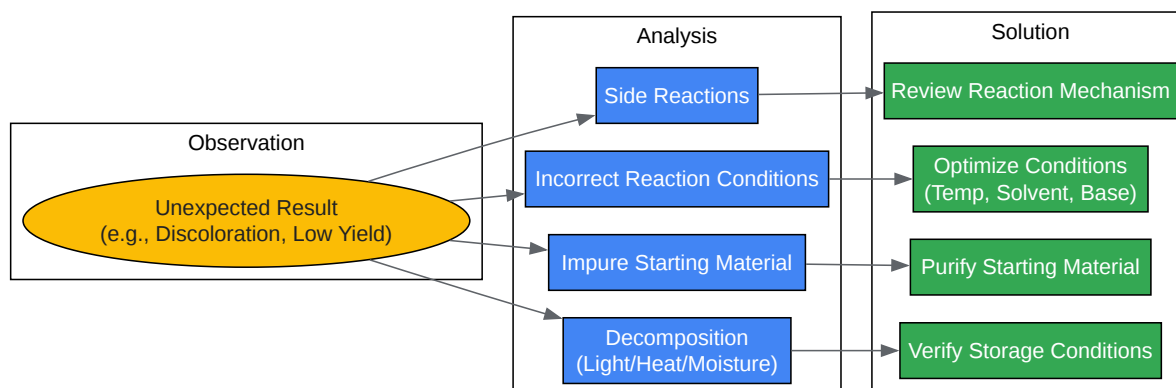 Observation
Unexpected Result
(e.g., Discoloration, Low Yield)
Analysis
Side Reactions
Incorrect Reaction Conditions
Impure Starting Material
Decomposition
(Light/Heat/Moisture)
Solution
Review Reaction Mechanism
Optimize Conditions
(Temp, Solvent, Base)
Purify Starting Material
Verify Storage Conditions